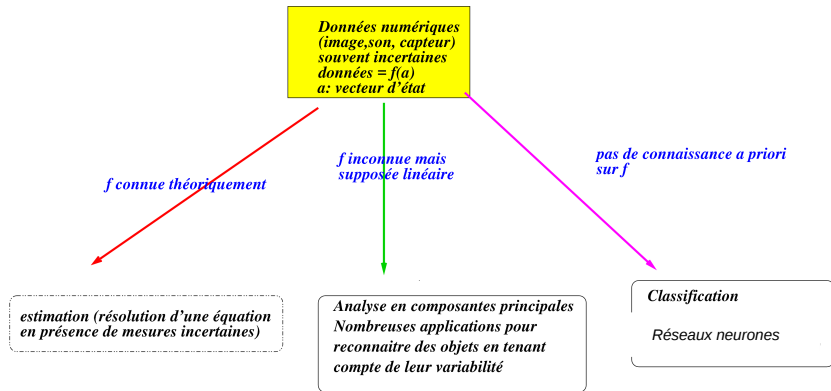 Données numériques
(image,son, capteur)
souvent incertaines
données = f(a)
a: vecteur d'état
f connue théoriquement
f inconnue mais
supposée linéaire
pas de connaissance a priori
sur f
estimation (résolution d'une équation
en présence de mesures incertaines)
Analyse en composantes principales
Nombreuses applications pour
reconnaitre des objets en tenant
compte de leur variabilité
Classification
Réseaux neurones